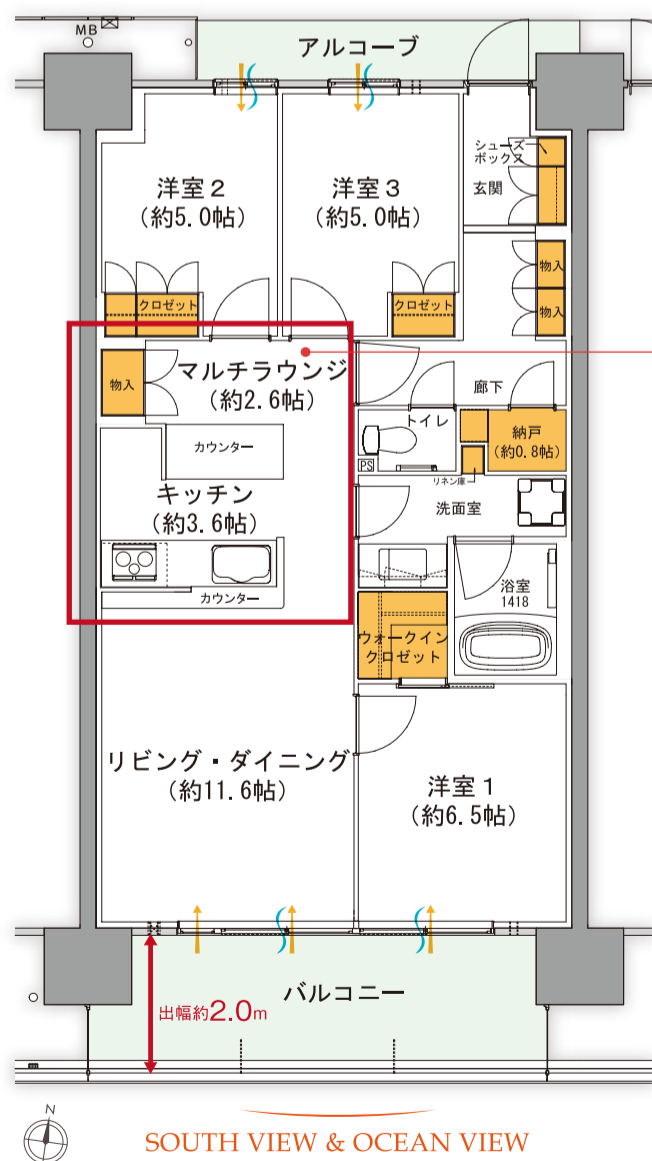 MB
アルコーブ
洋室2
(約5.0帖)
洋室3
(約5.0帖)
シューズ
ボックス
玄関
物入
物入
クロゼット
クロゼット
物入
マルチラウンジ
(約2.6帖)
廊下
カウンター
トイレ
納戸
(約0.8帖)
PS
リネン庫
キッチン
(約3.6帖)
洗面室
カウンター
浴室
1418
ウォークイン
クロゼット
リビング・ダイニング
(約11.6帖)
洋室1
(約6.5帖)
バルコニー
出幅約2.0m
N
SOUTH VIEW & OCEAN VIEW